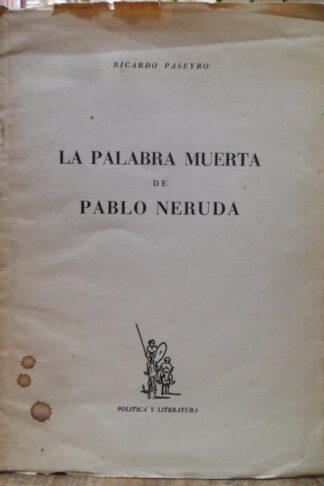 RICARDO PASEYRO
LA PALABRA MUERTA
DE
PABLO NERUDA
POLITICA Y LITERATURA